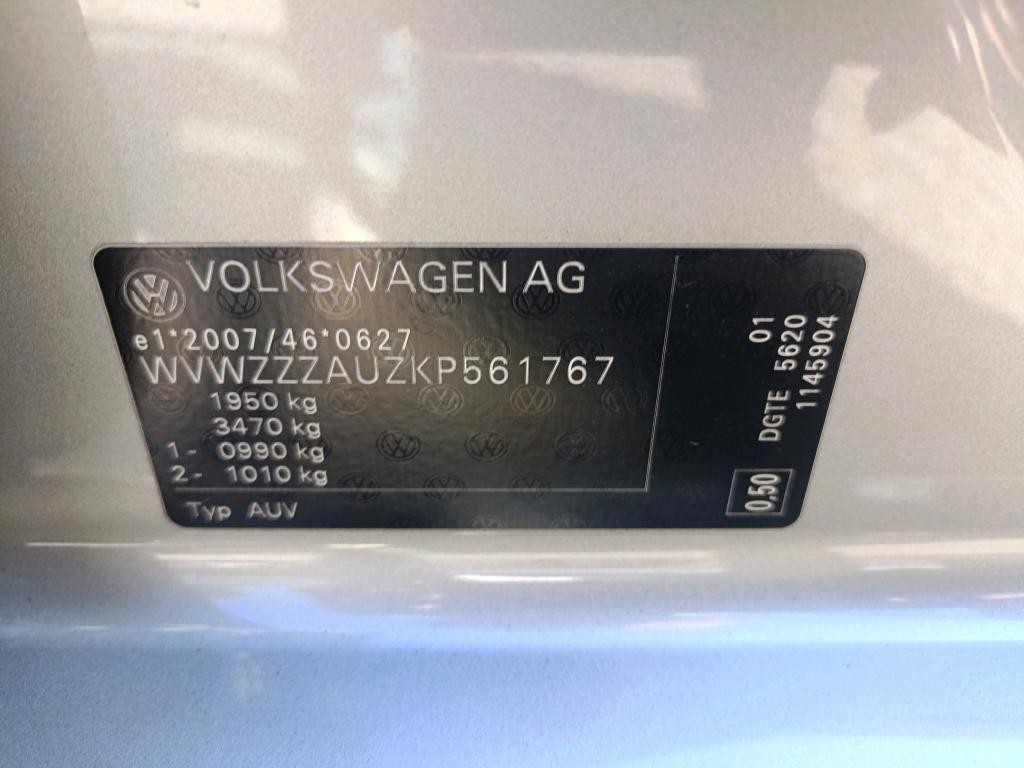 VOLKSWAGEN AG
e1*2007/46*0627
WVWZZZAUZKP561767
1950 kg
3470 kg
1- 0990 kg
2- 1010 kg
Typ AUV
01
DGTE 5620
1145904
0,50